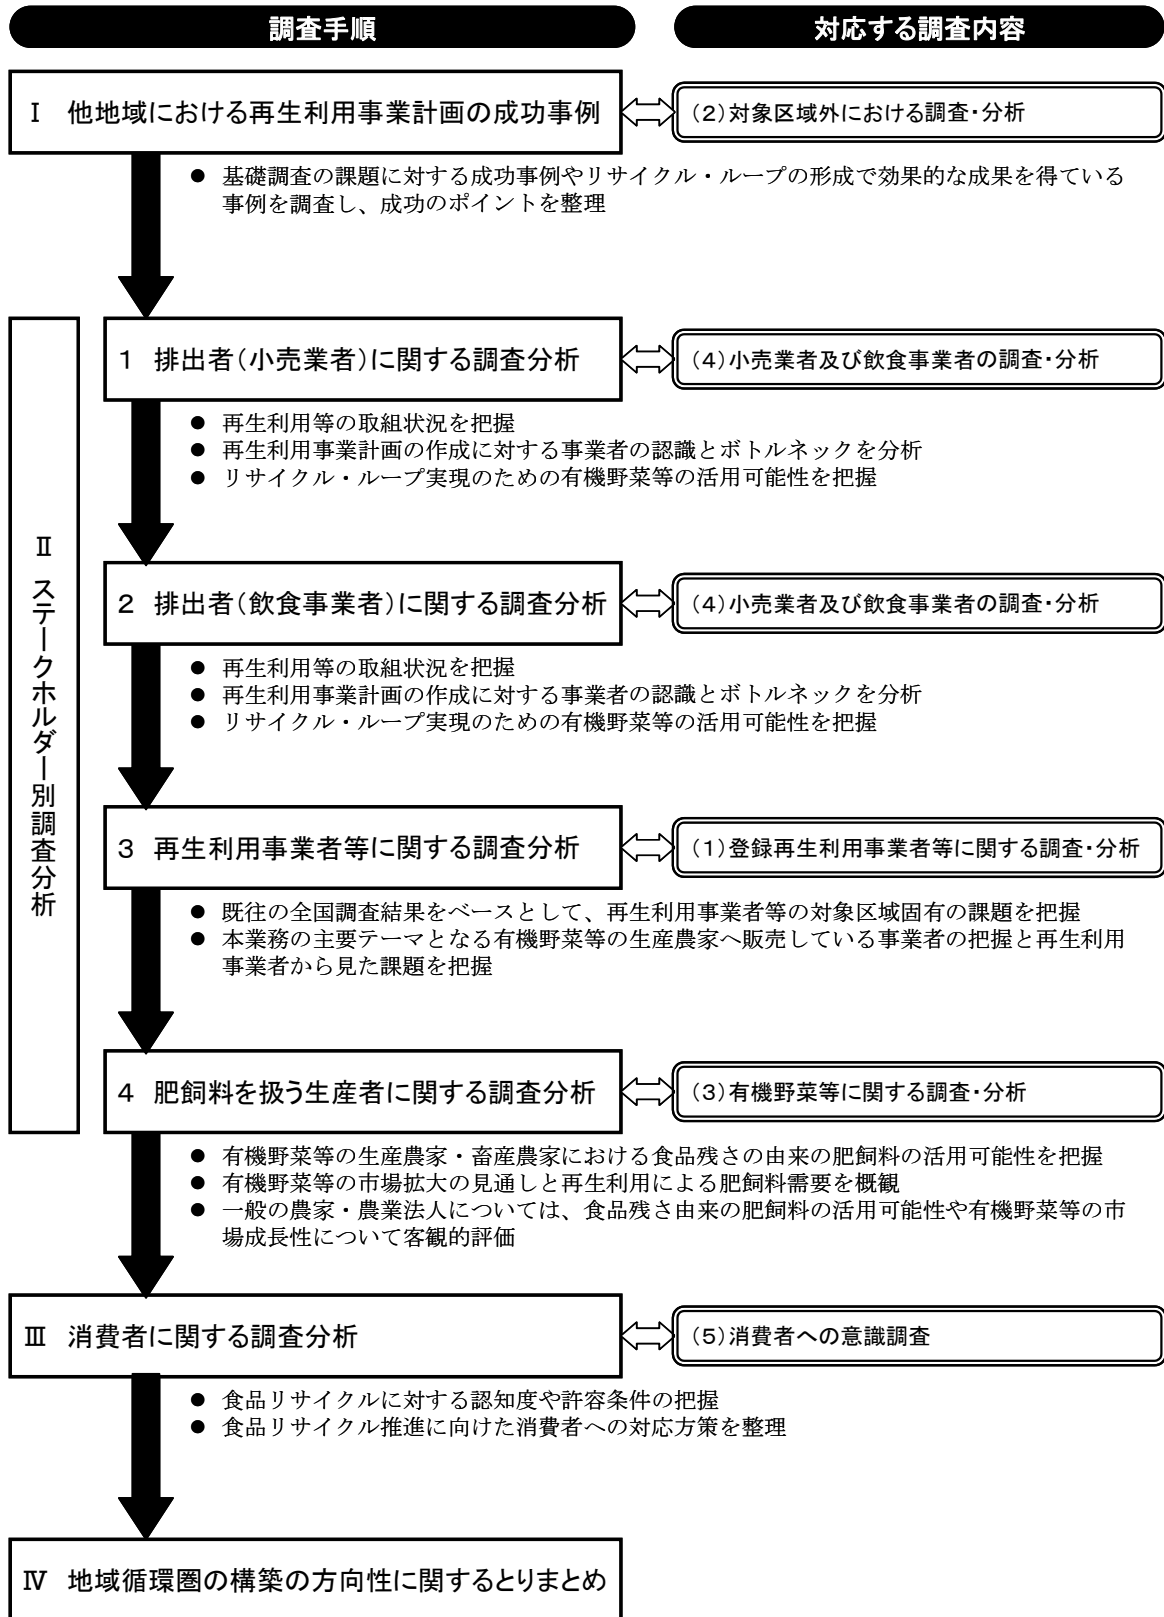 調査手順
対応する調査内容
Ⅰ 他地域における再生利用事業計画の成功事例
(2)対象区域外における調査・分析
● 基礎調査の課題に対する成功事例やリサイクル・ループの形成で効果的な成果を得ている
事例を調査し、成功のポイントを整理
Ⅱ ステークホルダー別調査分析
1 排出者(小売業者)に関する調査分析
(4)小売業者及び飲食事業者の調査・分析
● 再生利用等の取組状況を把握
● 再生利用事業計画の作成に対する事業者の認識とボトルネックを分析
● リサイクル・ループ実現のための有機野菜等の活用可能性を把握
2 排出者(飲食事業者)に関する調査分析
(4)小売業者及び飲食事業者の調査・分析
● 再生利用等の取組状況を把握
● 再生利用事業計画の作成に対する事業者の認識とボトルネックを分析
● リサイクル・ループ実現のための有機野菜等の活用可能性を把握
3 再生利用事業者等に関する調査分析
(1)登録再生利用事業者等に関する調査・分析
● 既往の全国調査結果をベースとして、再生利用事業者等の対象区域固有の課題を把握
● 本業務の主要テーマとなる有機野菜等の生産農家へ販売している事業者の把握と再生利用
事業者から見た課題を把握
4 肥飼料を扱う生産者に関する調査分析
(3)有機野菜等に関する調査・分析
● 有機野菜等の生産農家・畜産農家における食品残さの由来の肥飼料の活用可能性を把握
● 有機野菜等の市場拡大の見通しと再生利用による肥飼料需要を概観
● 一般の農家・農業法人については、食品残さ由来の肥飼料の活用可能性や有機野菜等の市
場成長性について客観的評価
Ⅲ 消費者に関する調査分析
(5)消費者への意識調査
● 食品リサイクルに対する認知度や許容条件の把握
● 食品リサイクル推進に向けた消費者への対応方策を整理
Ⅳ 地域循環圏の構築の方向性に関するとりまとめ